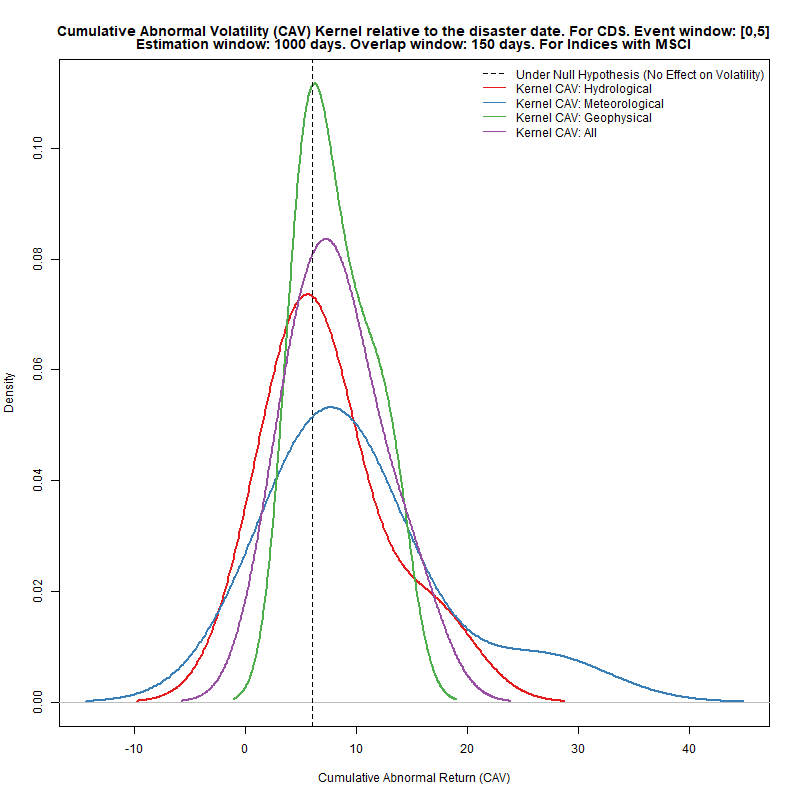 Cumulative Abnormal Volatility (CAV) Kernel relative to the disaster date. For CDS. Event window: [0,5]
Estimation window: 1000 days. Overlap window: 150 days. For Indices with MSCI
Under Null Hypothesis (No Effect on Volatility)
Kernel CAV: Hydrological
Kernel CAV: Meteorological
Kernel CAV: Geophysical
Kernel CAV: All
0.10
0.08
0.06
0.04
0.02
0.00
Density
-10 0 10 20 30 40
Cumulative Abnormal Return (CAV)